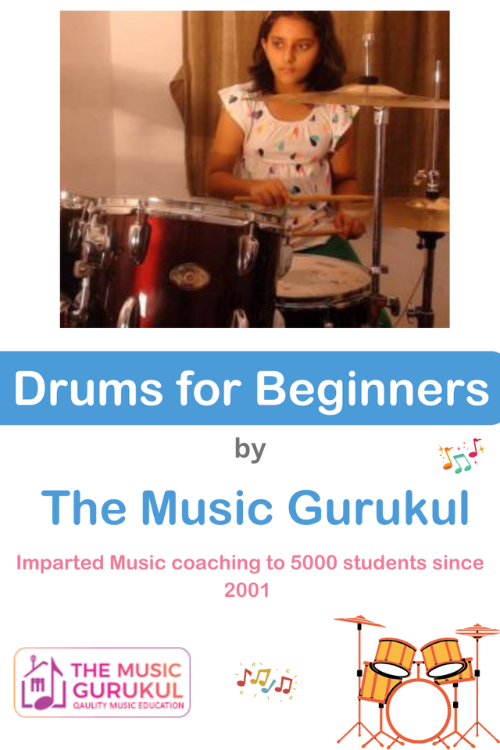 Drums for Beginners
by
The Music Gurukul
Imparted Music coaching to 5000 students since
2001
THE MUSIC
GURUKUL
QAULITY MUSIC EDUCATION